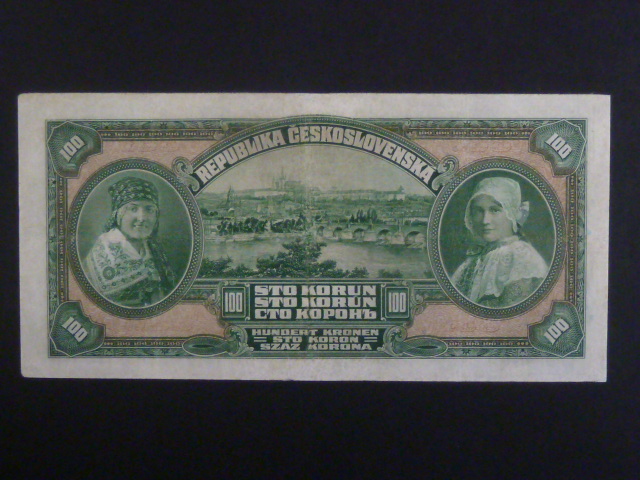 100
100
REPUBLIKA ČESKOSLOVENSKA
STO KORUN
100 STO KORUN 100
СТО КОРОНЪ
HUNDERT KRONEN
STO KORON
SZÁZ KORONA
100
100